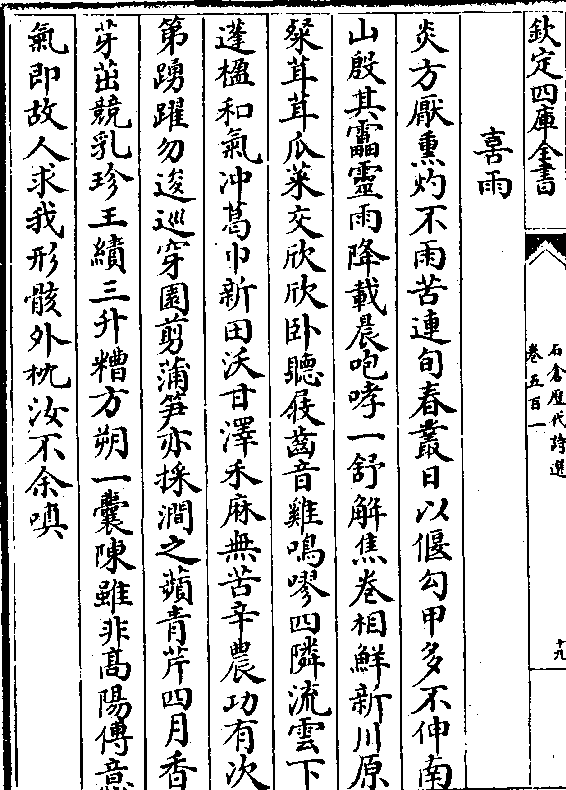 欽定四庫全書
石倉歷代詩選
卷五百一
十九
喜雨
炎方厭熏灼不雨苦連旬春叢日以偃勾甲多不伸南
山殷其靁靈雨降載晨咆哮一舒解焦卷相鮮新川原
粲茸茸瓜菜交欣欣卧聽屐齒音雞鳴嘐四隣流雲下
蓬楹和氣冲葛巾新田沃甘澤禾麻無苦辛農功有次
第踴躍勿逡巡穿園剪蒲笋亦採澗之蘋青芹四月香
芽茁競乳珍王績三升糟方朔一囊陳雖非髙陽傳意
氣即故人求我形骸外枕汝不余嗔